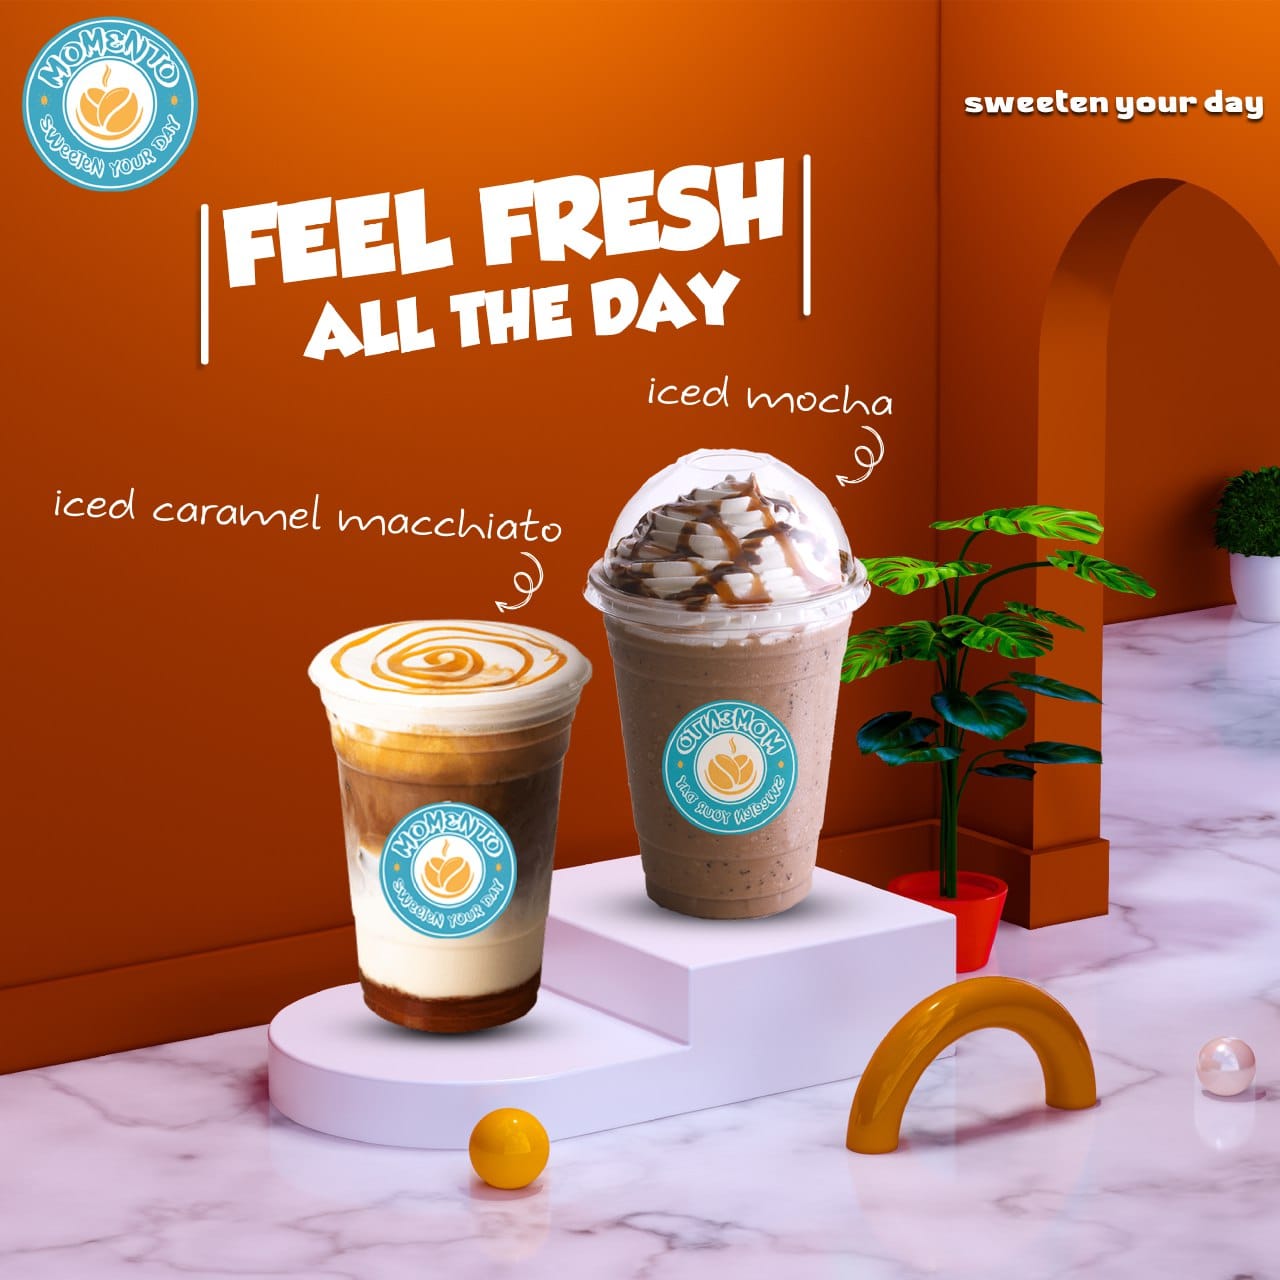 MOMENTO
SWEETEN YOUR DAY
sweeten your day
FEEL FRESH
ALL THE DAY
iced mocha
iced caramel macchiato
MOMENTO
SWEETEN YOUR DAY
MOMENTO
SWEETEN YOUR DAY